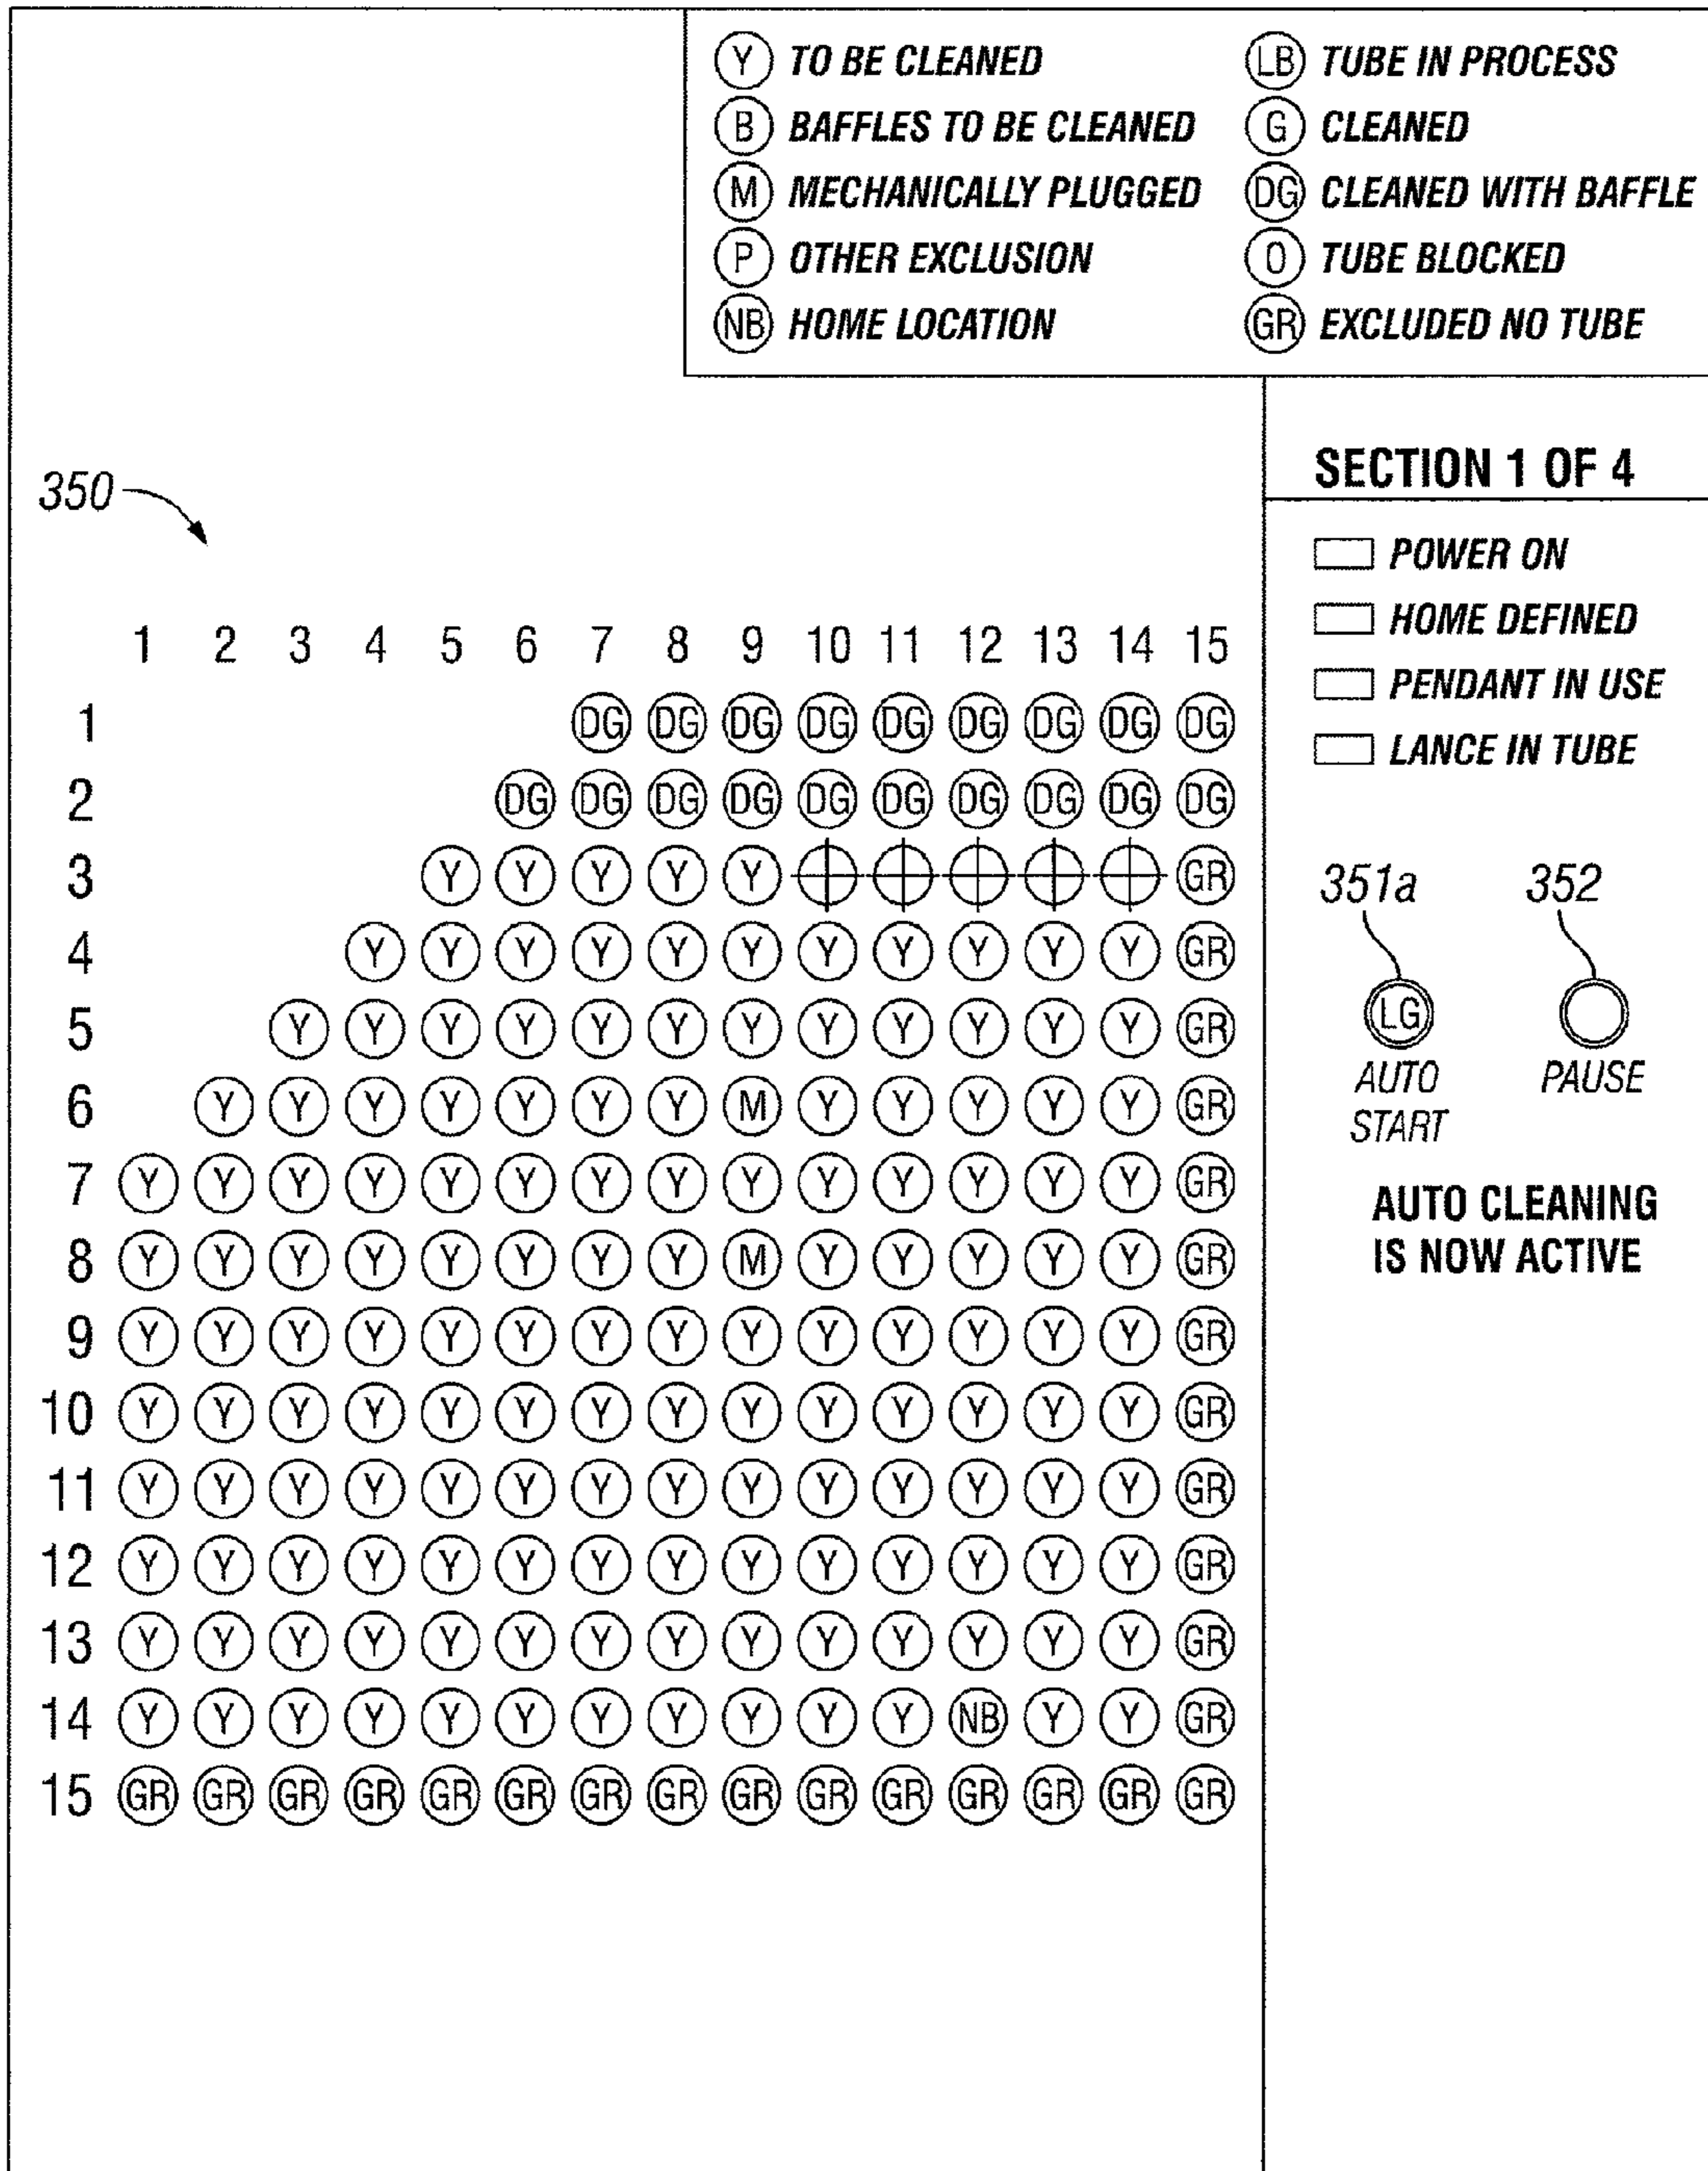 Y TO BE CLEANED LB TUBE IN PROCESS
B BAFFLES TO BE CLEANED G CLEANED
M MECHANICALLY PLUGGED DG CLEANED WITH BAFFLE
P OTHER EXCLUSION O TUBE BLOCKED
NB HOME LOCATION GR EXCLUDED NO TUBE
350
1 2 3 4 5 6 7 8 9 10 11 12 13 14 15
1 DG DG DG DG DG DG DG DG DG
2 DG DG DG DG DG DG DG DG DG DG
3 Y Y Y Y Y GR
4 Y Y Y Y Y Y Y Y Y Y Y GR
5 Y Y Y Y Y Y Y Y Y Y Y Y GR
6 Y Y Y Y Y Y Y M Y Y Y Y Y GR
7 Y Y Y Y Y Y Y Y Y Y Y Y Y Y GR
8 Y Y Y Y Y Y Y Y M Y Y Y Y Y GR
9 Y Y Y Y Y Y Y Y Y Y Y Y Y Y GR
10 Y Y Y Y Y Y Y Y Y Y Y Y Y Y GR
11 Y Y Y Y Y Y Y Y Y Y Y Y Y Y GR
12 Y Y Y Y Y Y Y Y Y Y Y Y Y Y GR
13 Y Y Y Y Y Y Y Y Y Y Y Y Y Y GR
14 Y Y Y Y Y Y Y Y Y Y Y NB Y Y GR
15 GR GR GR GR GR GR GR GR GR GR GR GR GR GR GR
SECTION 1 OF 4
POWER ON
HOME DEFINED
PENDANT IN USE
LANCE IN TUBE
351a 352
LG
AUTO PAUSE
START
AUTO CLEANING
IS NOW ACTIVE